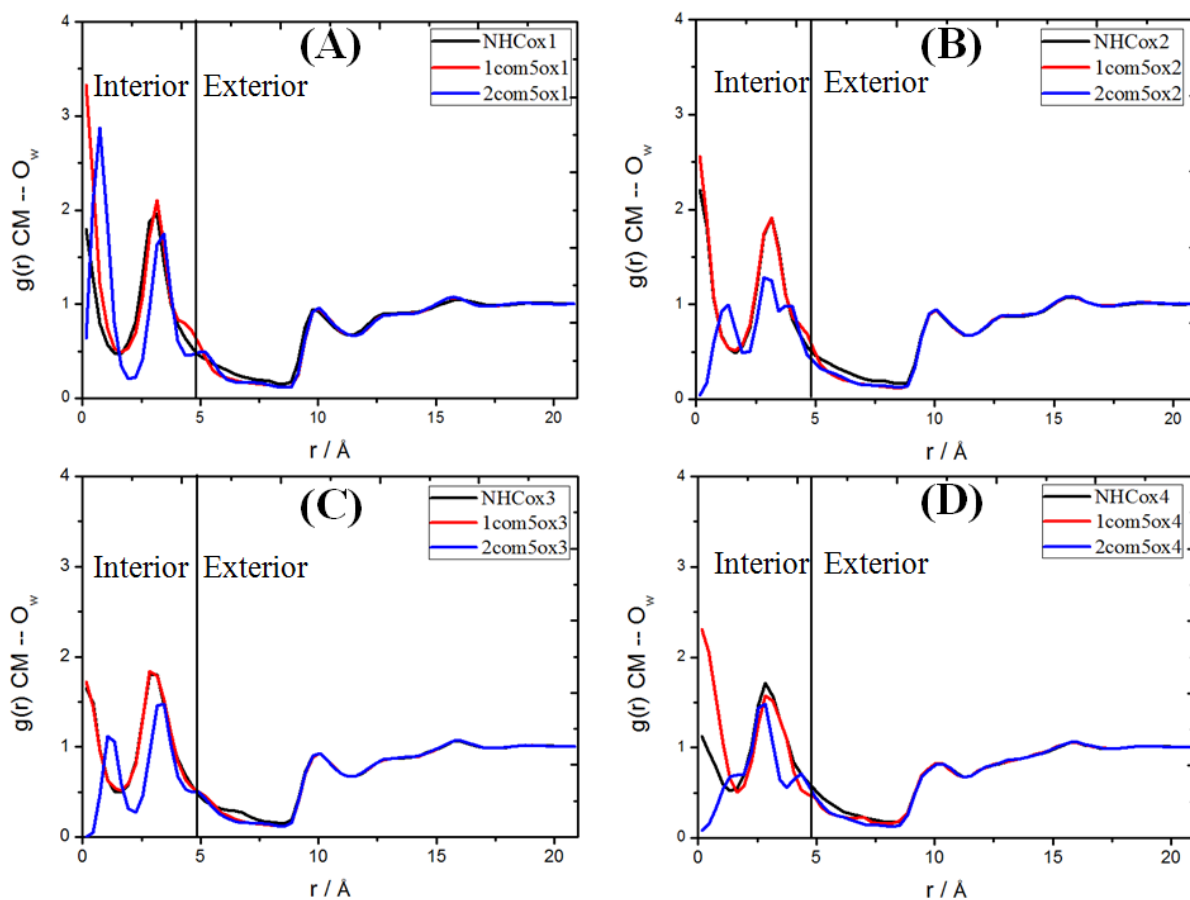 (A)
NHCox1
1com5ox1
2com5ox1
Interior Exterior
g(r) CM -- Ow
4
3
2
1
0
0 5 10 15 20
r / Å
(B)
NHCox2
1com5ox2
2com5ox2
Interior Exterior
g(r) CM -- Ow
4
3
2
1
0
0 5 10 15 20
r / Å
(C)
NHCox3
1com5ox3
2com5ox3
Interior Exterior
g(r) CM -- Ow
4
3
2
1
0
0 5 10 15 20
r / Å
(D)
NHCox4
1com5ox4
2com5ox4
Interior Exterior
g(r) CM -- Ow
4
3
2
1
0
0 5 10 15 20
r / Å